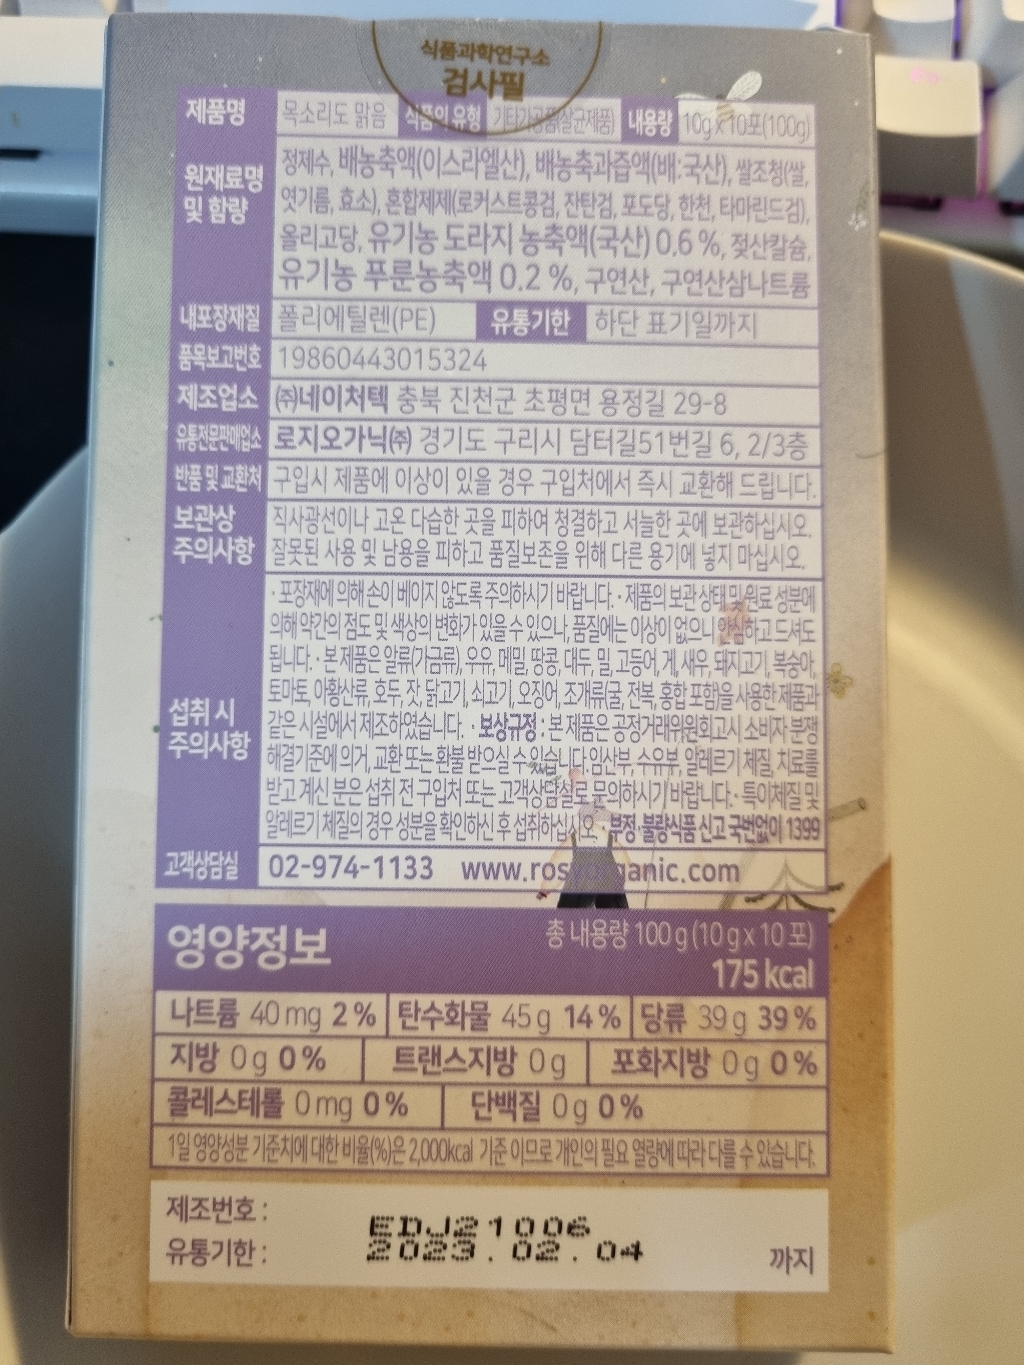 식품과학연구소
검사필
제품명 목소리도 맑음 식품의 유형 기타가공품(살균제품) 내용량 10g x 10포(100g)
원재료명 및 함량 정제수, 배농축액(이스라엘산), 배농축과즙액(배:국산), 쌀조청(쌀,
엿기름, 효소), 혼합제제(로커스트콩검, 잔탄검, 포도당, 한천, 타마린드검),
올리고당, 유기농 도라지 농축액(국산) 0.6 %, 젖산칼슘,
유기농 푸룬농축액 0.2 %, 구연산, 구연산삼나트륨
내포장재질 폴리에틸렌(PE) 유통기한 하단 표기일까지
품목보고번호 19860443015324
제조업소 ㈜네이처텍 충북 진천군 초평면 용정길 29-8
유통전문판매업소 로지오가닉㈜ 경기도 구리시 담터길51번길 6, 2/3층
반품 및 교환처 구입시 제품에 이상이 있을 경우 구입처에서 즉시 교환해 드립니다.
보관상 주의사항 직사광선이나 고온 다습한 곳을 피하여 청결하고 서늘한 곳에 보관하십시오.
잘못된 사용 및 남용을 피하고 품질보존을 위해 다른 용기에 넣지 마십시오.
섭취 시 주의사항 · 포장재에 의해 손이 베이지 않도록 주의하시기 바랍니다. · 제품의 보관 상태 및 원료 성분에
의해 약간의 점도 및 색상의 변화가 있을 수 있으나, 품질에는 이상이 없으니 안심하고 드셔도
됩니다. · 본 제품은 알류(가금류), 우유, 메밀, 땅콩, 대두, 밀, 고등어, 게, 새우, 돼지고기, 복숭아,
토마토, 아황산류, 호두, 잣, 닭고기, 쇠고기, 오징어, 조개류(굴, 전복, 홍합 포함)을 사용한 제품과
같은 시설에서 제조하였습니다. · 보상규정 : 본 제품은 공정거래위원회고시 소비자 분쟁
해결기준에 의거, 교환 또는 환불 받으실 수 있습니다. 임산부, 수유부, 알레르기 체질, 치료를
받고 계신 분은 섭취 전 구입처 또는 고객상담실로 문의하시기 바랍니다. · 특이체질 및
알레르기 체질의 경우 성분을 확인하신 후 섭취하십시오. · 부정·불량식품 신고 국번없이 1399
고객상담실 02-974-1133 www.rosyorganic.com
영양정보 총 내용량 100 g (10 g x 10 포)
175 kcal
나트륨 40 mg 2 % 탄수화물 45 g 14 % 당류 39 g 39 %
지방 0 g 0 % 트랜스지방 0 g 포화지방 0 g 0 %
콜레스테롤 0 mg 0 % 단백질 0 g 0 %
1일 영양성분 기준치에 대한 비율(%)은 2,000kcal 기준 이므로 개인의 필요 열량에 따라 다를 수 있습니다.
제조번호 : EDJ21006
유통기한 : 2023.02.04 까지